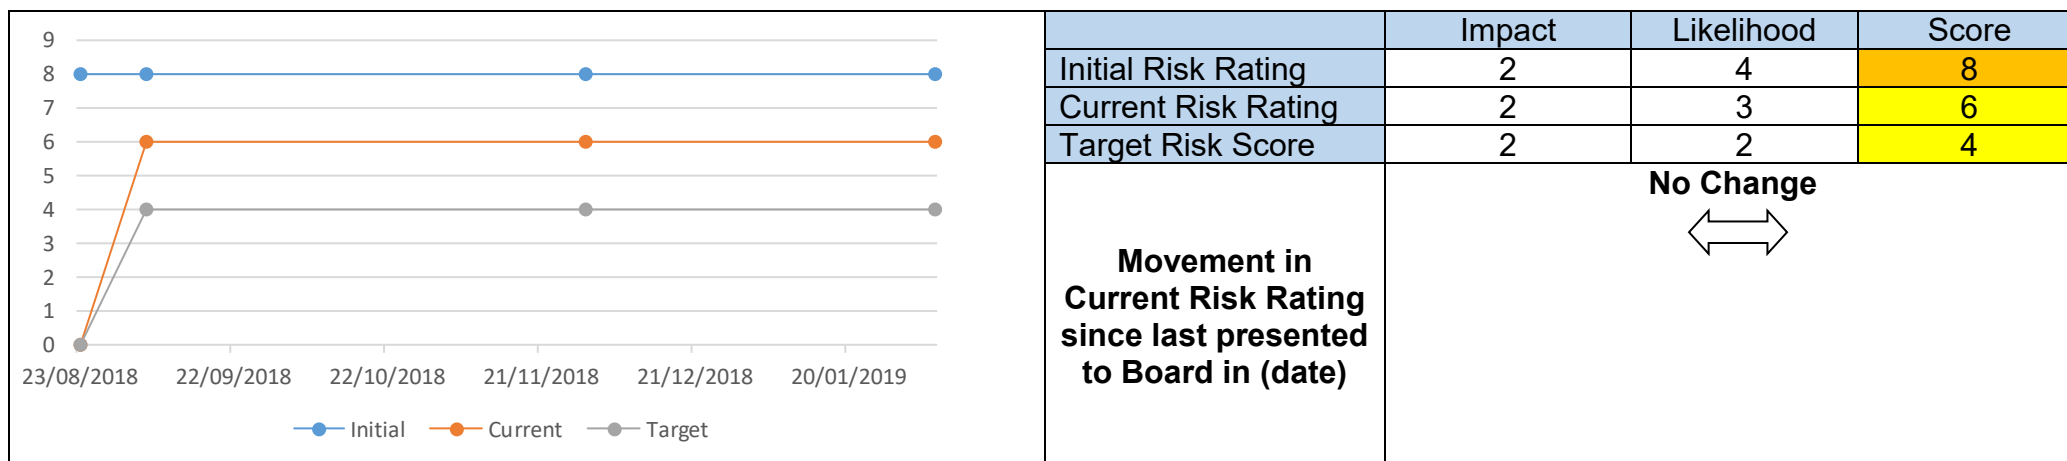 9
8
7
6
5
4
3
2
1
0
23/08/2018 22/09/2018 22/10/2018 21/11/2018 21/12/2018 20/01/2019
Initial Current Target
Impact Likelihood Score
Initial Risk Rating 2 4 8
Current Risk Rating 2 3 6
Target Risk Score 2 2 4
Movement in
Current Risk Rating
since last presented
to Board in (date)
No Change